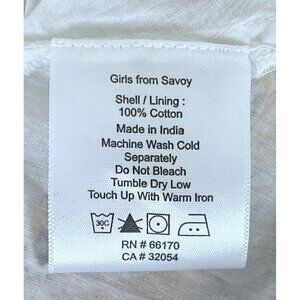 Girls from Savoy
Shell / Lining :
100% Cotton
Made in India
Machine Wash Cold
Separately
Do Not Bleach
Tumble Dry Low
Touch Up With Warm Iron
30C
RN # 66170
CA # 32054